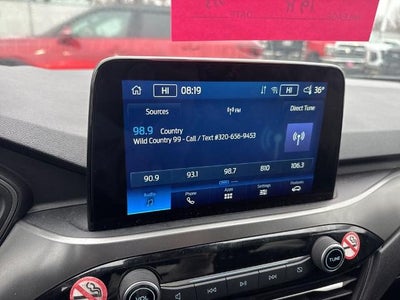 HI 08:19 HI 36°
Sources FM Direct Tune
98.9 Country
Wild Country 99 - Call / Text #320-656-9453
90.9 93.1 98.7 810 106.3
Audio Phone Apps Settings Features
VOL TUNE